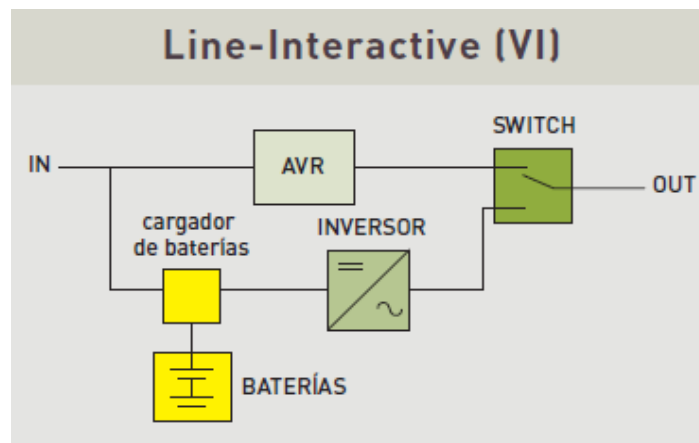 Line-Interactive (VI)
SWITCH
IN
AVR
OUT
cargador
de baterías
INVERSOR
BATERÍAS